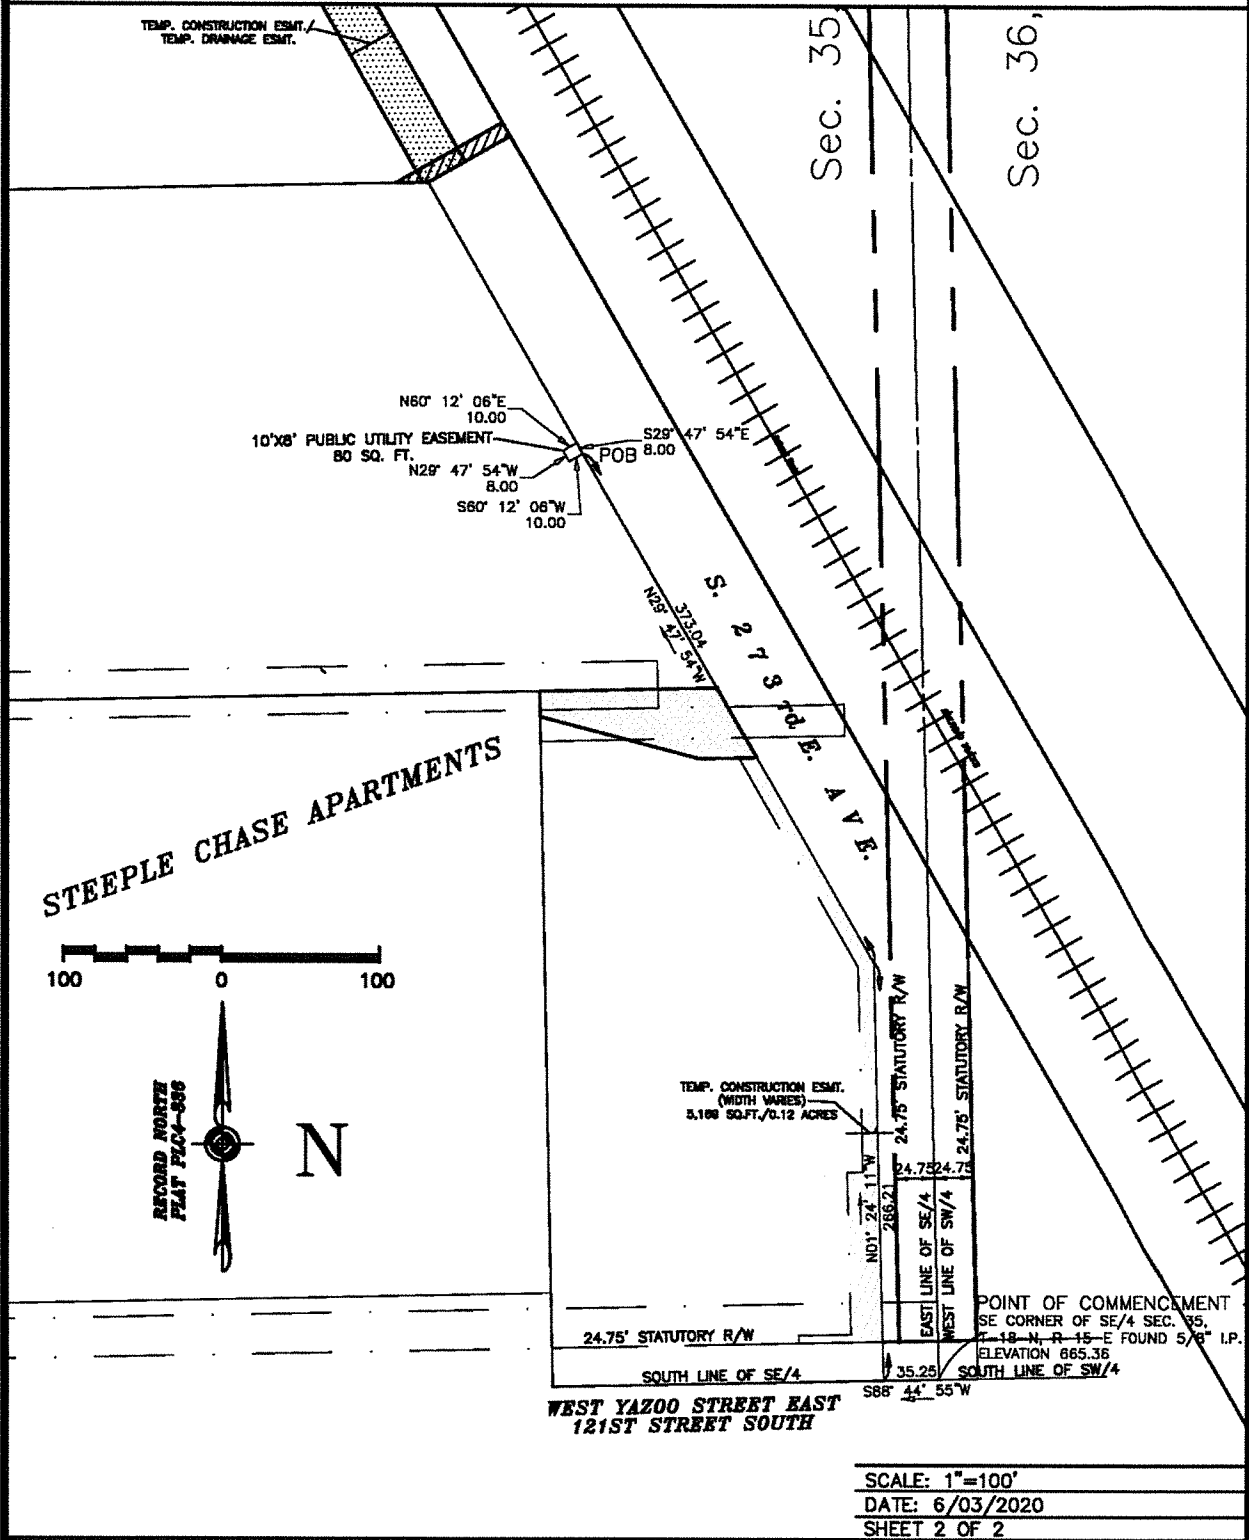 TEMP. CONSTRUCTION ESMT./
TEMP. DRAINAGE ESMT.
Sec. 35,
Sec. 36,
N60° 12' 06"E
10.00
10'X8' PUBLIC UTILITY EASEMENT
80 SQ. FT.
S29° 47' 54"E
8.00
POB
N29° 47' 54"W
8.00
S60° 12' 06"W
10.00
373.04
N29° 47' 54"W
S. 273rd E. AVE.
STEEPLE CHASE APARTMENTS
100 0 100
RECORD NORTH
PLAT PLC4-886
N
TEMP. CONSTRUCTION ESMT.
(WIDTH VARIES)
5,188 SQ.FT./0.12 ACRES
24.75' STATUTORY R/W
24.75' STATUTORY R/W
24.75 24.75
N01° 24' 11"W
266.21
EAST LINE OF SE/4
WEST LINE OF SW/4
POINT OF COMMENCEMENT
SE CORNER OF SE/4 SEC. 35,
T-18-N, R-15-E FOUND 5/8" I.P.
ELEVATION 665.36
24.75' STATUTORY R/W
SOUTH LINE OF SE/4
35.25
SOUTH LINE OF SW/4
S88° 44' 55"W
WEST YAZOO STREET EAST
121ST STREET SOUTH
SCALE: 1"=100'
DATE: 6/03/2020
SHEET 2 OF 2